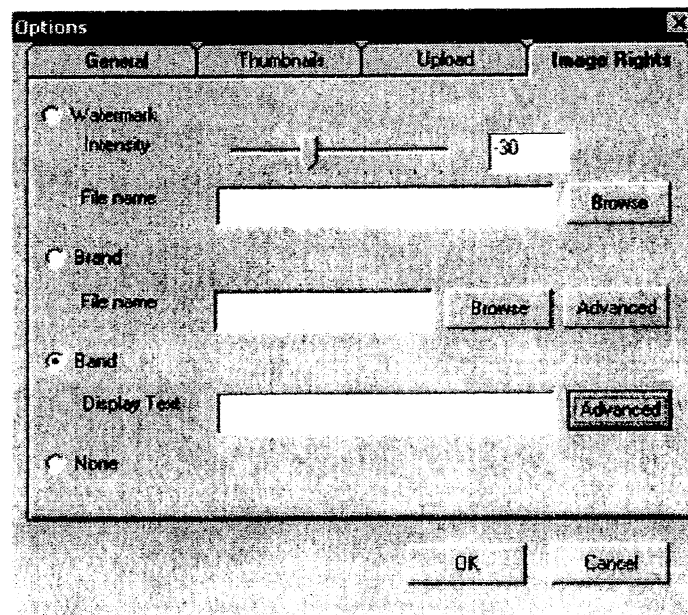 Options
General Thumbnails Upload Image Rights
Watermark
Intensity -30
File name Browse
Brand
File name Browse Advanced
Band
Display Text Advanced
None
OK Cancel